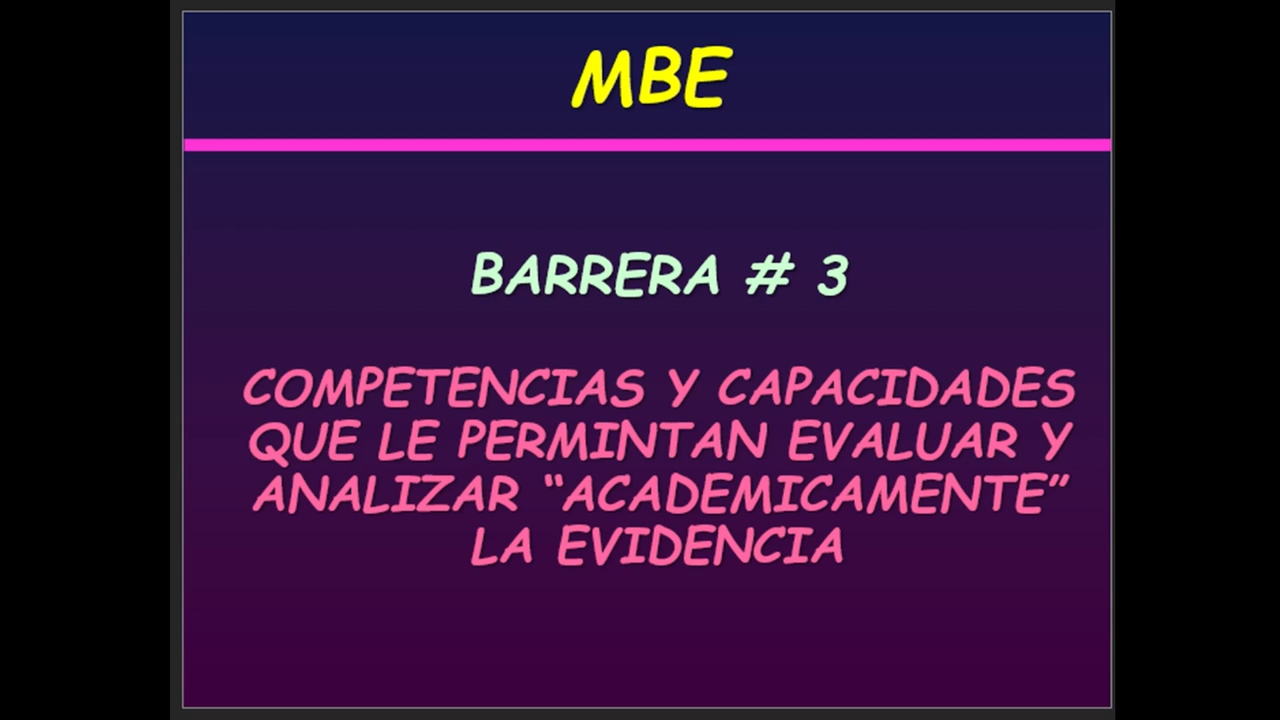 MBE
BARRERA # 3
COMPETENCIAS Y CAPACIDADES
QUE LE PERMINTAN EVALUAR Y
ANALIZAR “ACADEMICAMENTE”
LA EVIDENCIA